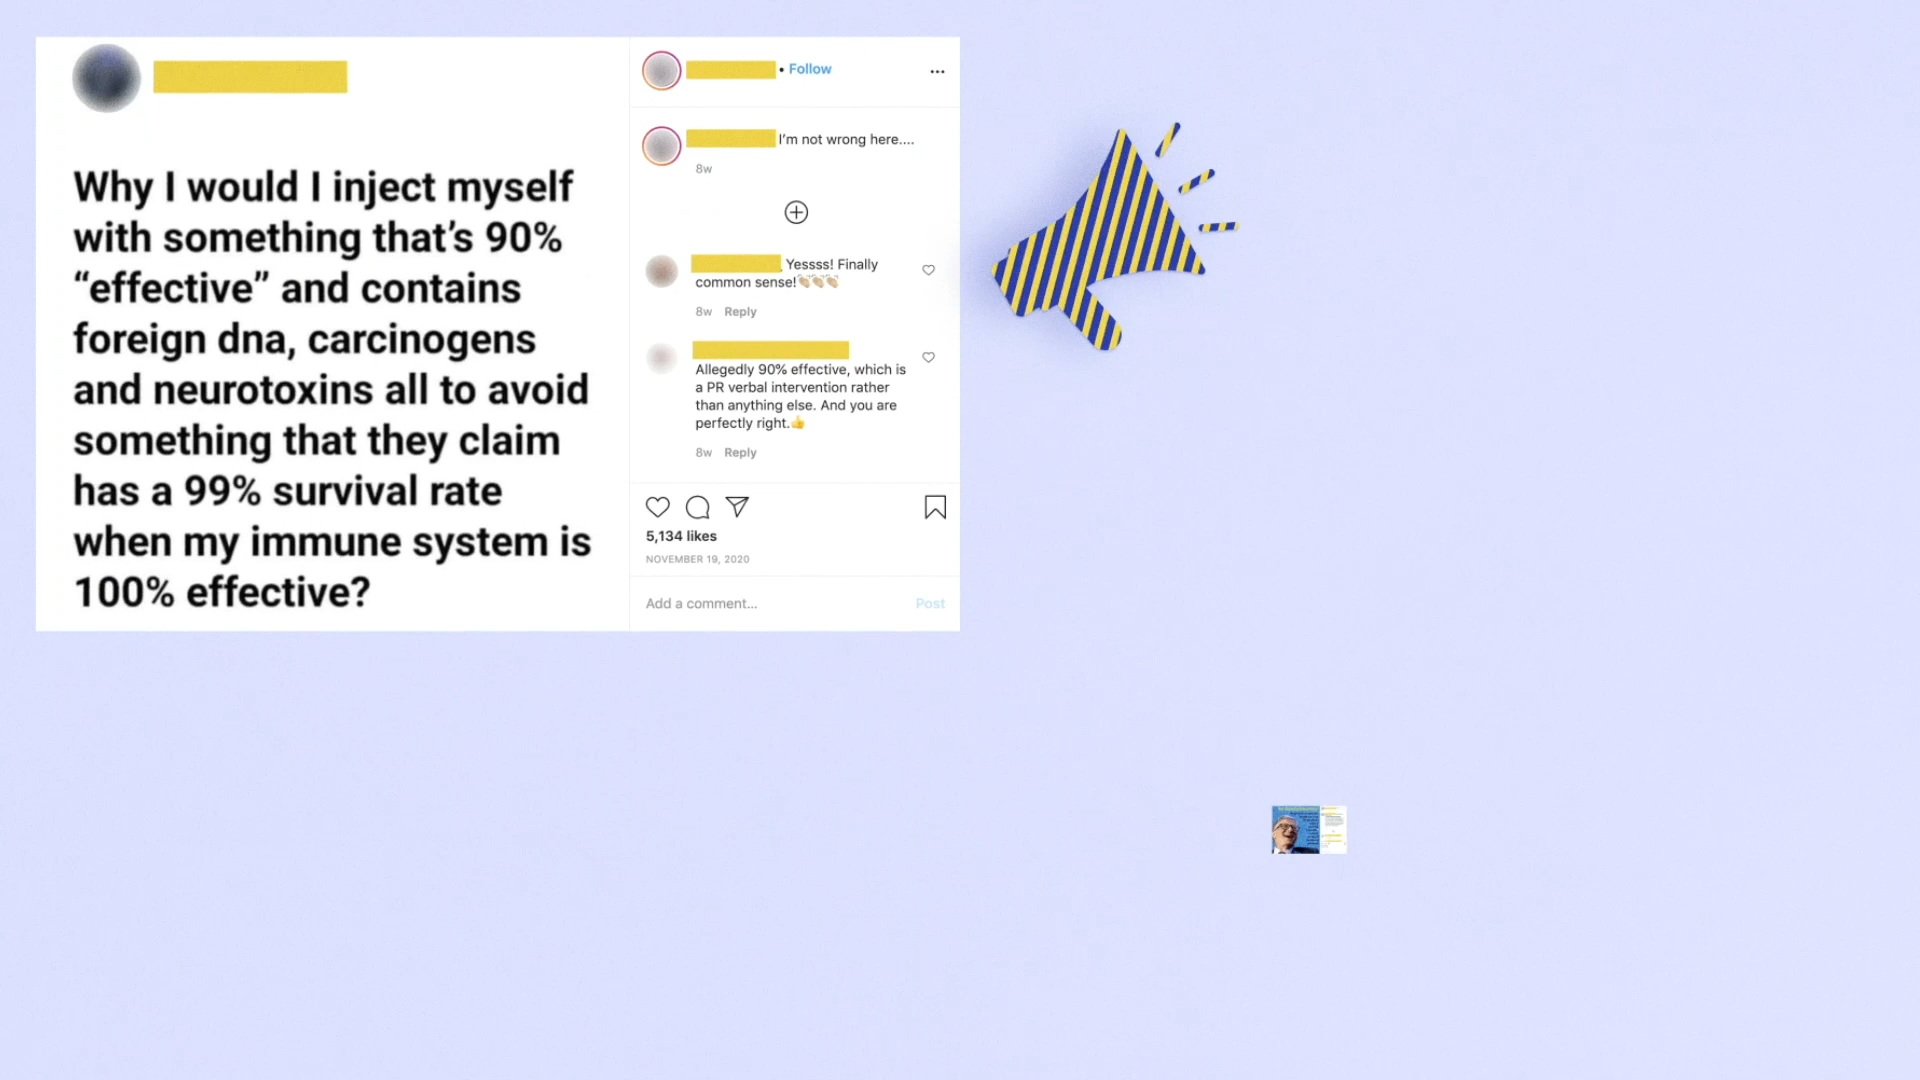 Why I would I inject myself
with something that's 90%
“effective” and contains
foreign dna, carcinogens
and neurotoxins all to avoid
something that they claim
has a 99% survival rate
when my immune system is
100% effective?
• Follow
I'm not wrong here....
8w
Yessss! Finally
common sense!👏🏼👏🏼👏🏼
8w Reply
Allegedly 90% effective, which is
a PR verbal intervention rather
than anything else. And you are
perfectly right.👍
8w Reply
5,134 likes
NOVEMBER 19, 2020
Add a comment...
Post